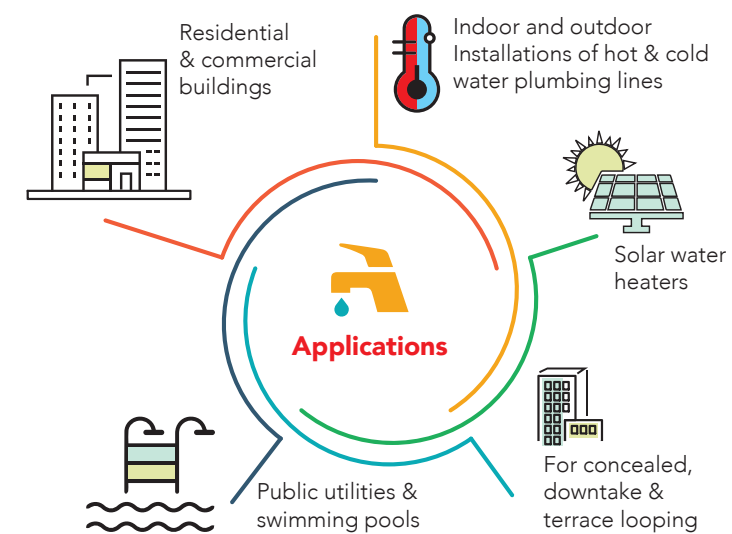 Residential
& commercial
buildings
Indoor and outdoor
Installations of hot & cold
water plumbing lines
Solar water
heaters
Applications
For concealed,
downtake &
terrace looping
Public utilities &
swimming pools